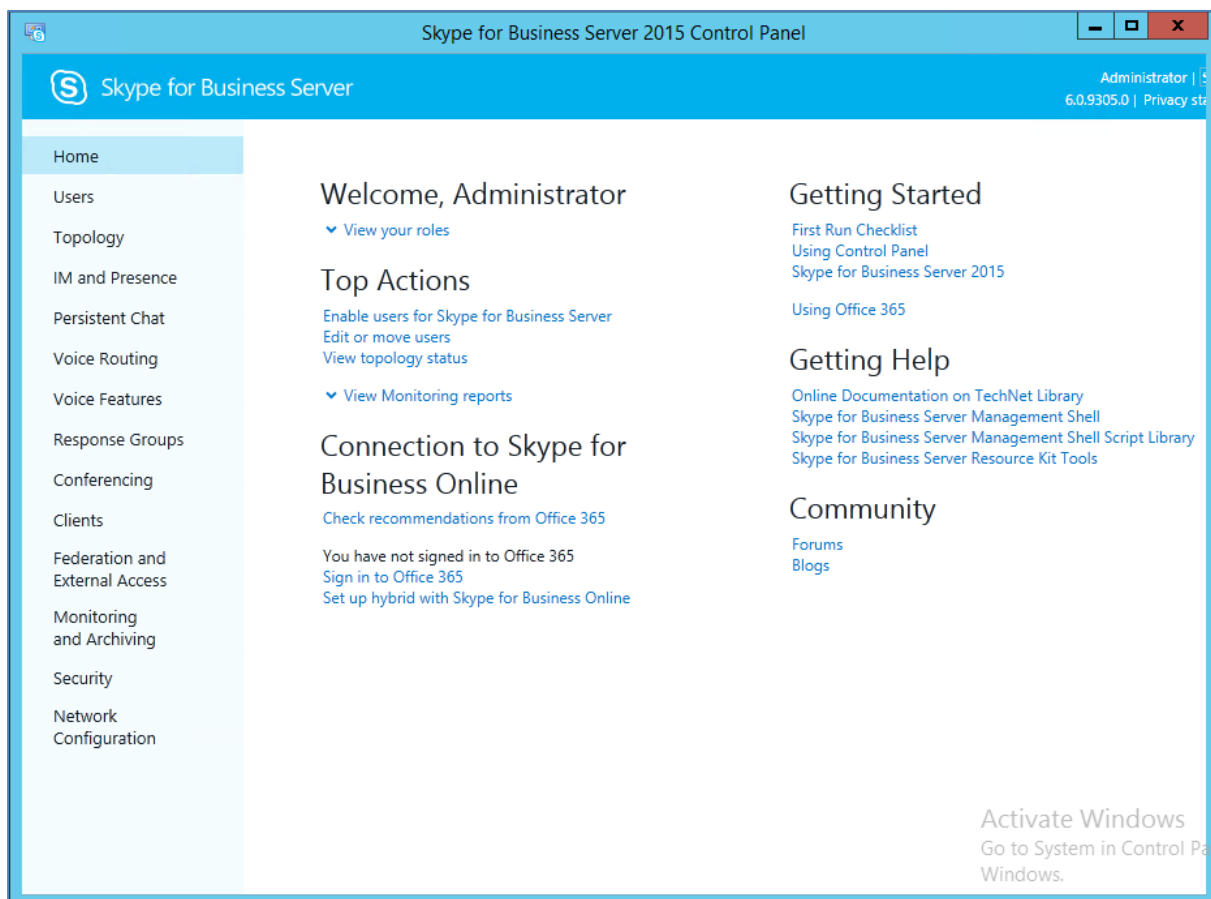 Skype for Business Server 2015 Control Panel
Skype for Business Server
Administrator |
6.0.9305.0 | Privacy
Home
Users
Topology
IM and Presence
Persistent Chat
Voice Routing
Voice Features
Response Groups
Conferencing
Clients
Federation and
External Access
Monitoring
and Archiving
Security
Network
Configuration
Welcome, Administrator
View your roles
Top Actions
Enable users for Skype for Business Server
Edit or move users
View topology status
View Monitoring reports
Connection to Skype for
Business Online
Check recommendations from Office 365
You have not signed in to Office 365
Sign in to Office 365
Set up hybrid with Skype for Business Online
Getting Started
First Run Checklist
Using Control Panel
Skype for Business Server 2015
Using Office 365
Getting Help
Online Documentation on TechNet Library
Skype for Business Server Management Shell
Skype for Business Server Management Shell Script Library
Skype for Business Server Resource Kit Tools
Community
Forums
Blogs
Activate Windows
Go to System in Control
Windows.